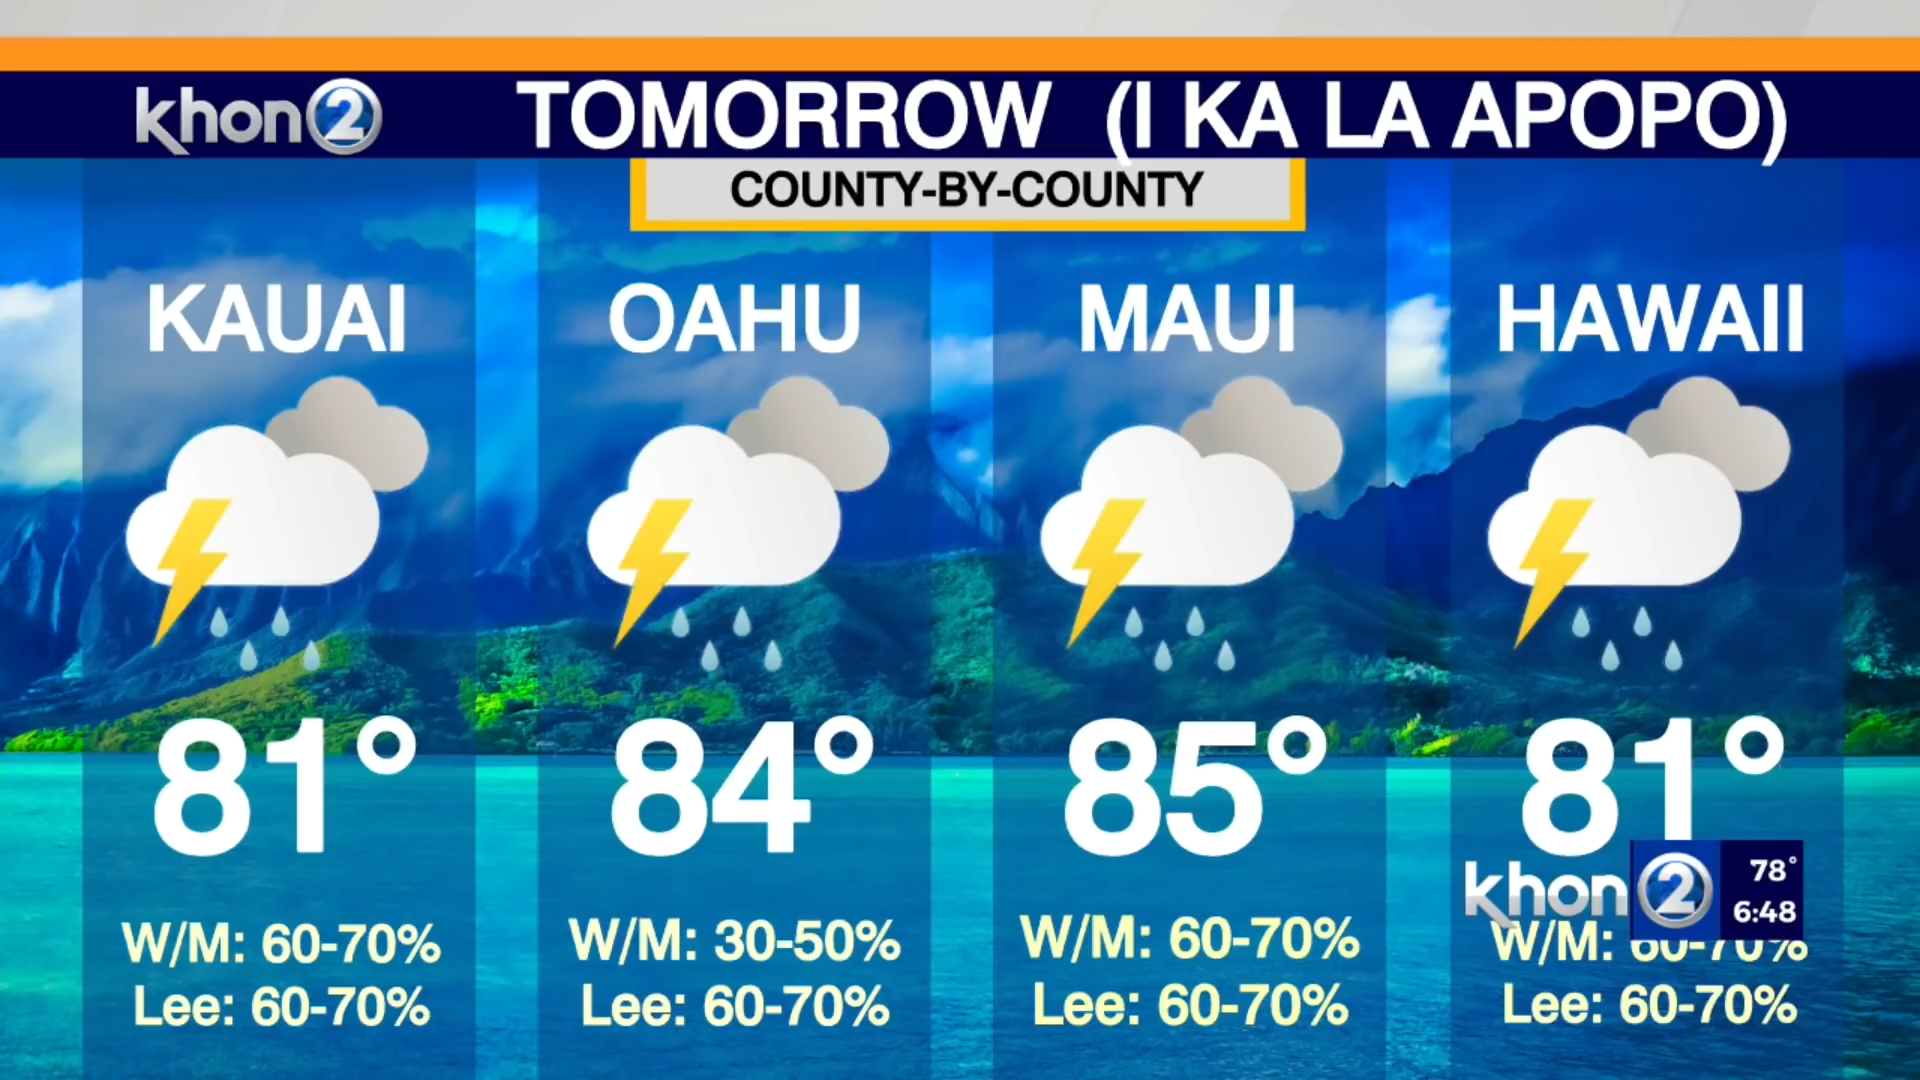 khon2 TOMORROW (I KA LA APOPO)
COUNTY-BY-COUNTY
KAUAI
81°
W/M: 60-70%
Lee: 60-70%
OAHU
84°
W/M: 30-50%
Lee: 60-70%
MAUI
85°
W/M: 60-70%
Lee: 60-70%
HAWAII
81°
W/M: 60-70%
Lee: 60-70%
khon2
78°
6:48